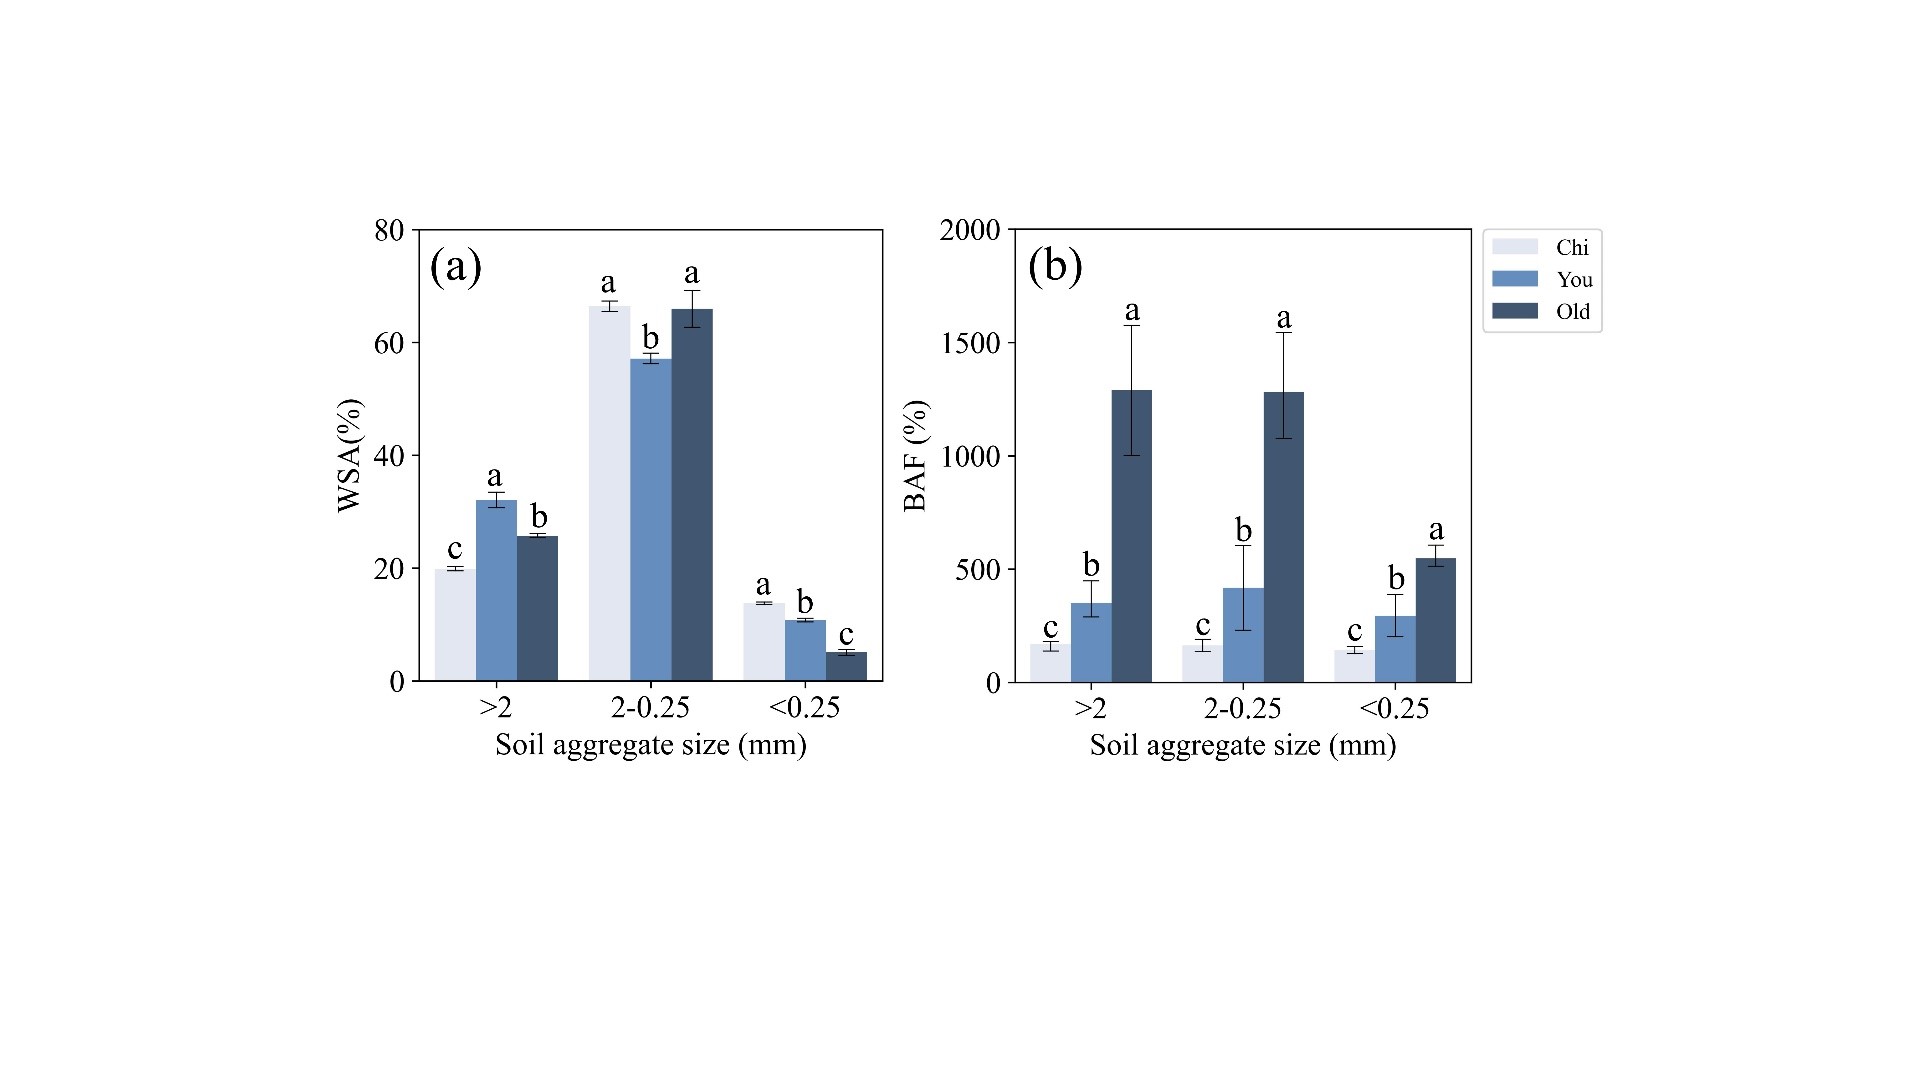 80
60
40
20
0
WSA(%)
(a)
c
a
b
a
b
a
a
b
c
>2
2-0.25
<0.25
Soil aggregate size (mm)
2000
1500
1000
500
0
BAF (%)
(b)
c
b
a
c
b
a
c
b
a
>2
2-0.25
<0.25
Soil aggregate size (mm)
Chi
You
Old